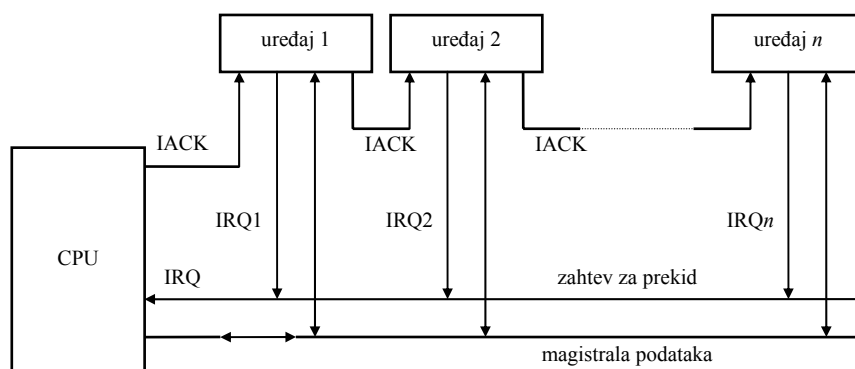 uređaj 1
uređaj 2
uređaj n
IACK
IACK
IACK
IRQ1
IRQ2
IRQn
CPU
IRQ
zahtev za prekid
magistrala podataka